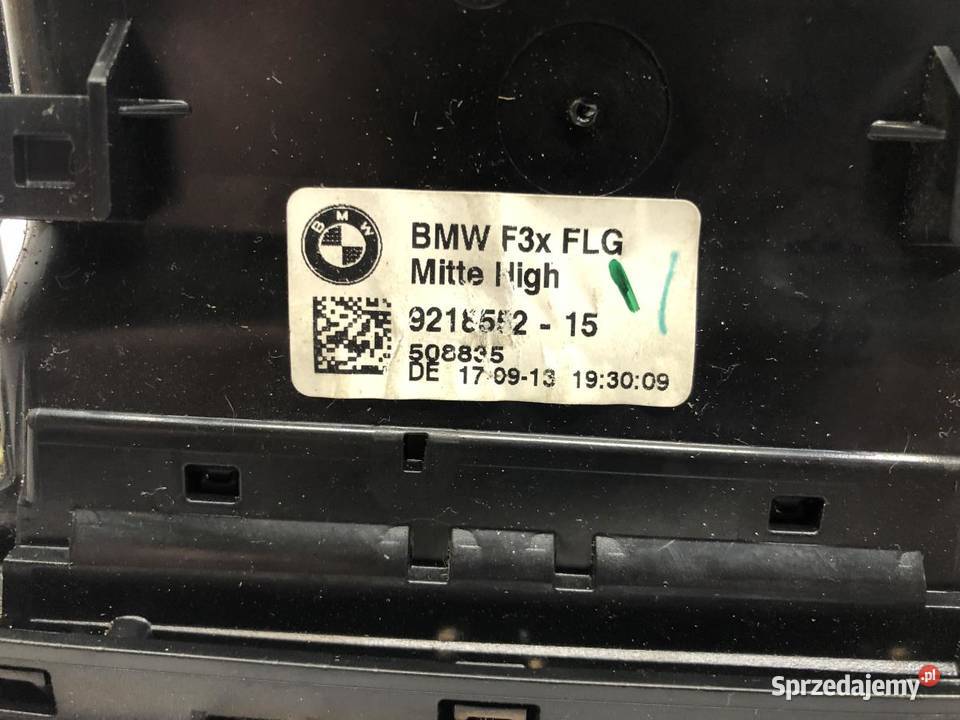 BMW
BMW F3x FLG
Mitte High
9218552 - 15
508835
DE 17-09-13 19:30:09
Sprzedajemy.pl